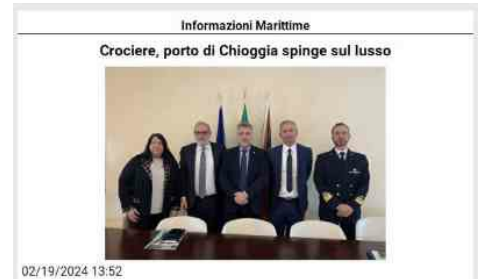 Informazioni Marittime
Crociere, porto di Chioggia spinge sul lusso
02/19/2024 13:52